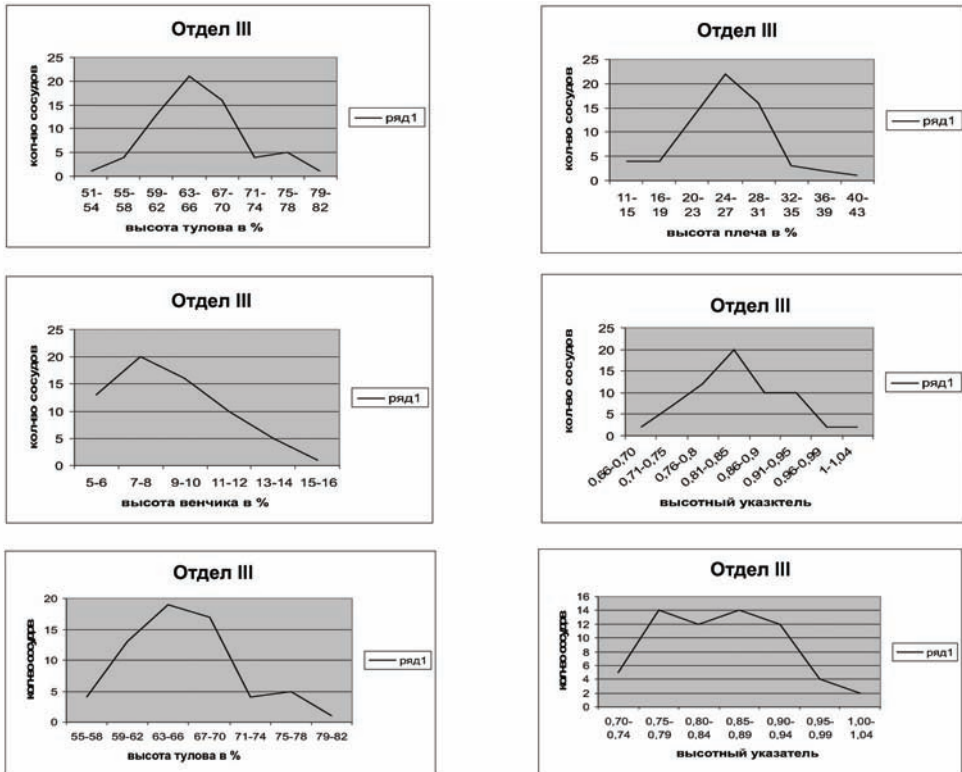 Отдел III
кол-во сосудов
25
20
15
10
5
0
51-54 55-58 59-62 63-66 67-70 71-74 75-78 79-82
высота тулова в %
ряд1
Отдел III
кол-во сосудов
25
20
15
10
5
0
11-15 16-19 20-23 24-27 28-31 32-35 36-39 40-43
высота плеча в %
ряд1
Отдел III
кол-во сосудов
25
20
15
10
5
0
5-6 7-8 9-10 11-12 13-14 15-16
высота венчика в %
ряд1
Отдел III
кол-во сосудов
25
20
15
10
5
0
0,66-0,70 0,71-0,75 0,76-0,8 0,81-0,85 0,86-0,9 0,91-0,95 0,96-0,99 1-1,04
высотный указктель
ряд1
Отдел III
кол-во сосудов
20
15
10
5
0
55-58 59-62 63-66 67-70 71-74 75-78 79-82
высота тулова в %
ряд1
Отдел III
кол-во сосудов
16
14
12
10
8
6
4
2
0
0,70-0,74 0,75-0,79 0,80-0,84 0,85-0,89 0,90-0,94 0,95-0,99 1,00-1,04
высотный указатель
ряд1